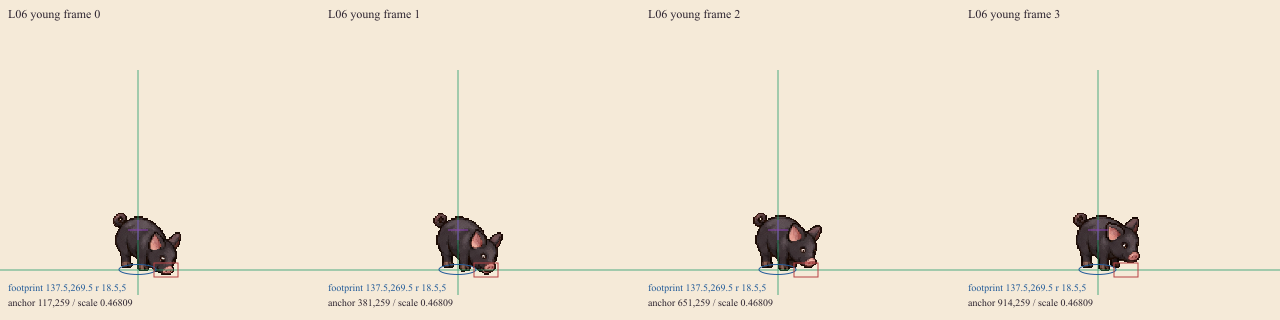 L06 young frame 0
L06 young frame 1
L06 young frame 2
L06 young frame 3
footprint 137.5,269.5 r 18.5,5
footprint 137.5,269.5 r 18.5,5
footprint 137.5,269.5 r 18.5,5
footprint 137.5,269.5 r 18.5,5
anchor 117,259 / scale 0.46809
anchor 381,259 / scale 0.46809
anchor 651,259 / scale 0.46809
anchor 914,259 / scale 0.46809